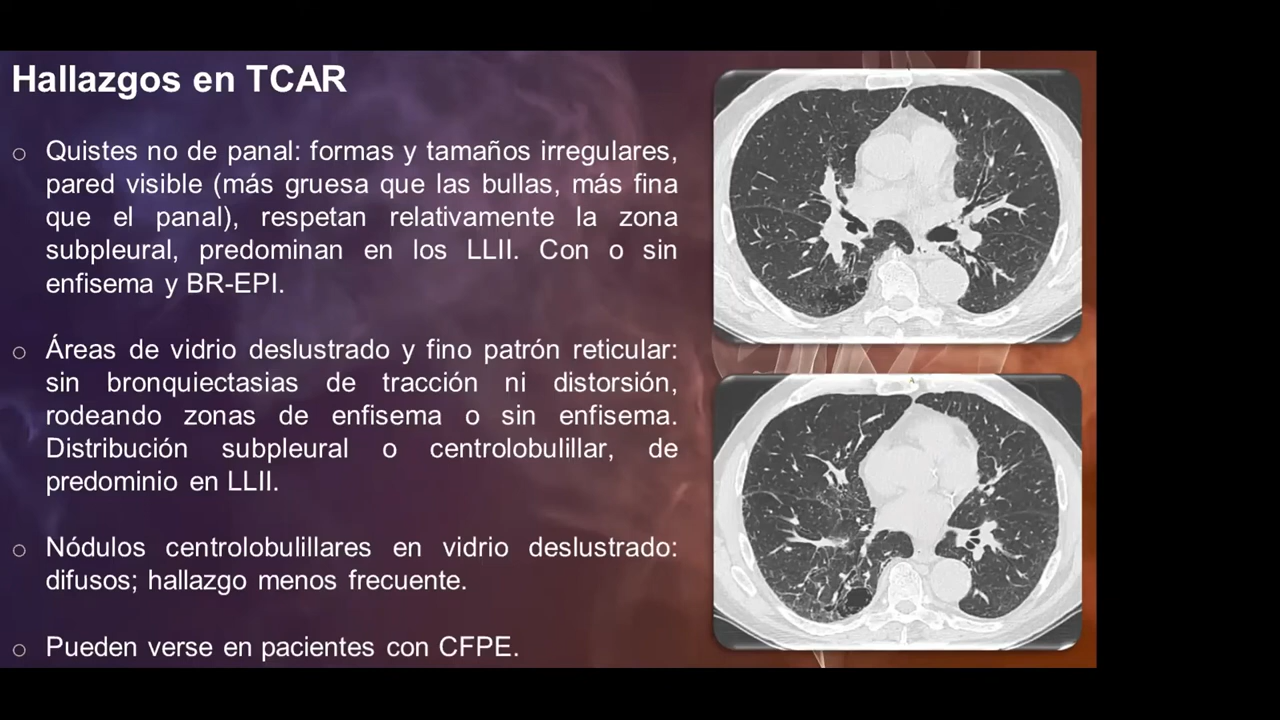 Hallazgos en TCAR
○ Quistes no de panal: formas y tamaños irregulares,
pared visible (más gruesa que las bullas, más fina
que el panal), respetan relativamente la zona
subpleural, predominan en los LLII. Con o sin
enfisema y BR-EPI.
○ Áreas de vidrio deslustrado y fino patrón reticular:
sin bronquiectasias de tracción ni distorsión,
rodeando zonas de enfisema o sin enfisema.
Distribución subpleural o centrolobulillar, de
predominio en LLII.
○ Nódulos centrolobulillares en vidrio deslustrado:
difusos; hallazgo menos frecuente.
○ Pueden verse en pacientes con CFPE.